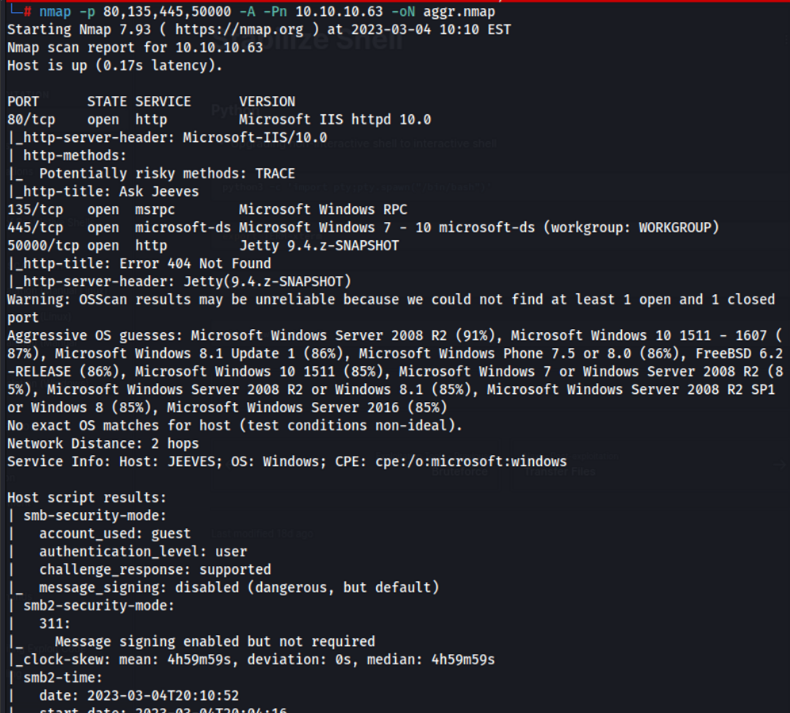 └─# nmap -p 80,135,445,50000 -A -Pn 10.10.10.63 -oN aggr.nmap
Starting Nmap 7.93 ( https://nmap.org ) at 2023-03-04 10:10 EST
Nmap scan report for 10.10.10.63
Host is up (0.17s latency).
PORT      STATE SERVICE      VERSION
80/tcp    open  http         Microsoft IIS httpd 10.0
|_http-server-header: Microsoft-IIS/10.0
| http-methods:
|_  Potentially risky methods: TRACE
|_http-title: Ask Jeeves
135/tcp   open  msrpc        Microsoft Windows RPC
445/tcp   open  microsoft-ds Microsoft Windows 7 - 10 microsoft-ds (workgroup: WORKGROUP)
50000/tcp open  http         Jetty 9.4.z-SNAPSHOT
|_http-title: Error 404 Not Found
|_http-server-header: Jetty(9.4.z-SNAPSHOT)
Warning: OSScan results may be unreliable because we could not find at least 1 open and 1 closed
port
Aggressive OS guesses: Microsoft Windows Server 2008 R2 (91%), Microsoft Windows 10 1511 - 1607 (
87%), Microsoft Windows 8.1 Update 1 (86%), Microsoft Windows Phone 7.5 or 8.0 (86%), FreeBSD 6.2
-RELEASE (86%), Microsoft Windows 10 1511 (85%), Microsoft Windows 7 or Windows Server 2008 R2 (8
5%), Microsoft Windows Server 2008 R2 or Windows 8.1 (85%), Microsoft Windows Server 2008 R2 SP1
or Windows 8 (85%), Microsoft Windows Server 2016 (85%)
No exact OS matches for host (test conditions non-ideal).
Network Distance: 2 hops
Service Info: Host: JEEVES; OS: Windows; CPE: cpe:/o:microsoft:windows
Host script results:
| smb-security-mode:
|   account_used: guest
|   authentication_level: user
|   challenge_response: supported
|_  message_signing: disabled (dangerous, but default)
| smb2-security-mode:
|   311:
|_    Message signing enabled but not required
|_clock-skew: mean: 4h59m59s, deviation: 0s, median: 4h59m59s
| smb2-time:
|   date: 2023-03-04T20:10:52
|   start_date: 2023-03-04T20:04:16